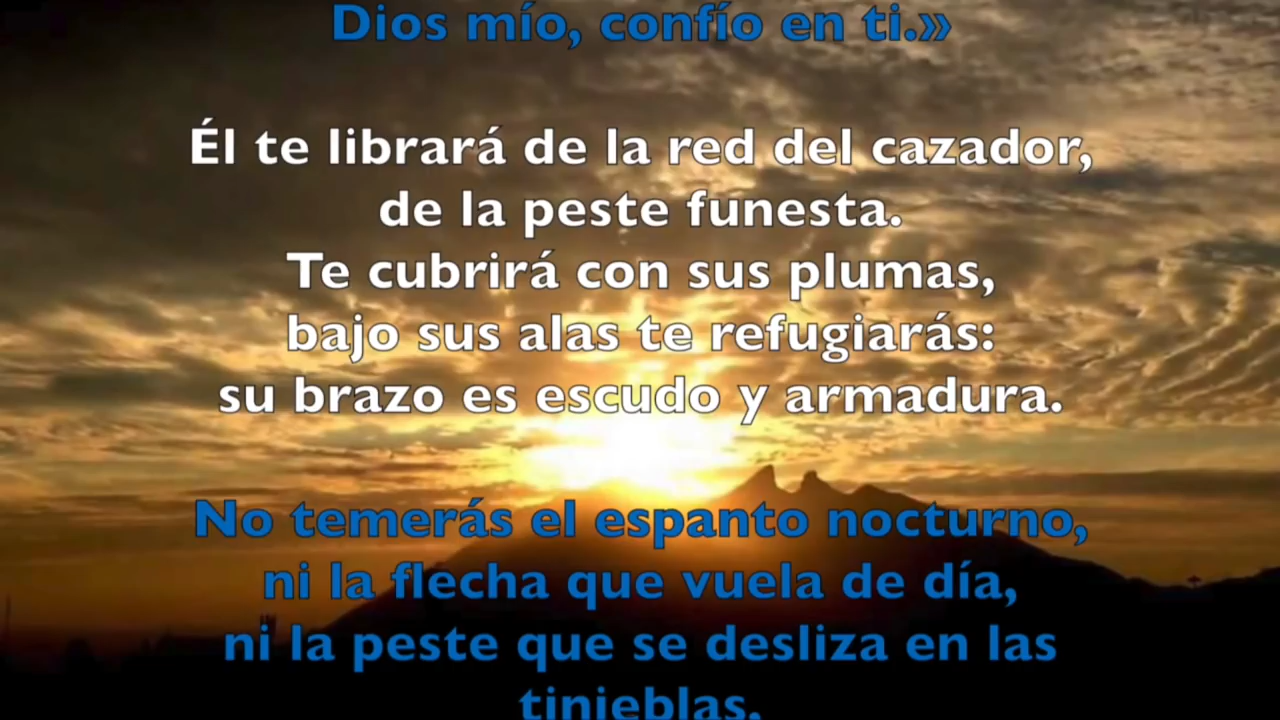 Dios mío, confío en ti.»
Él te librará de la red del cazador,
de la peste funesta.
Te cubrirá con sus plumas,
bajo sus alas te refugiarás:
su brazo es escudo y armadura.
No temerás el espanto nocturno,
ni la flecha que vuela de día,
ni la peste que se desliza en las
tinieblas,